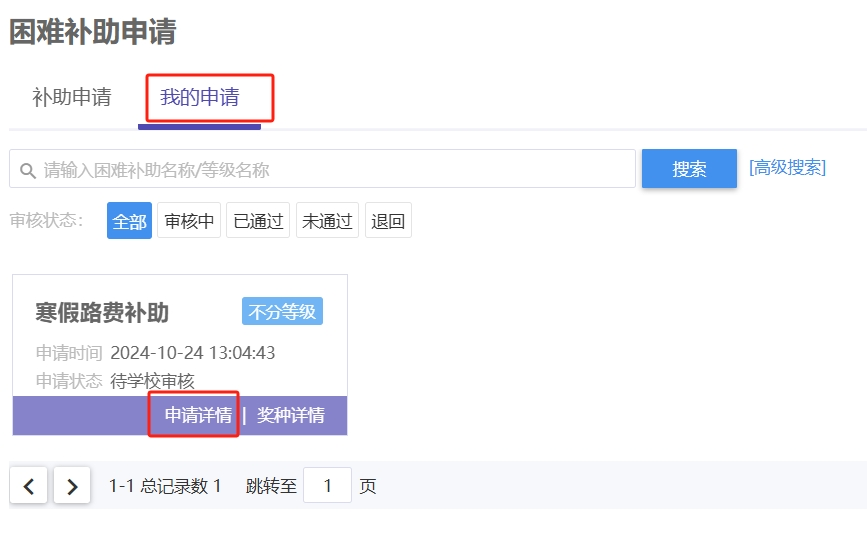 困难补助申请
补助申请 我的申请
请输入困难补助名称/等级名称 搜索 [高级搜索]
审核状态: 全部 审核中 已通过 未通过 退回
寒假路费补助 不分等级
申请时间 2024-10-24 13:04:43
申请状态 待学校审核
申请详情 | 奖种详情
1-1 总记录数 1 跳转至 1 页